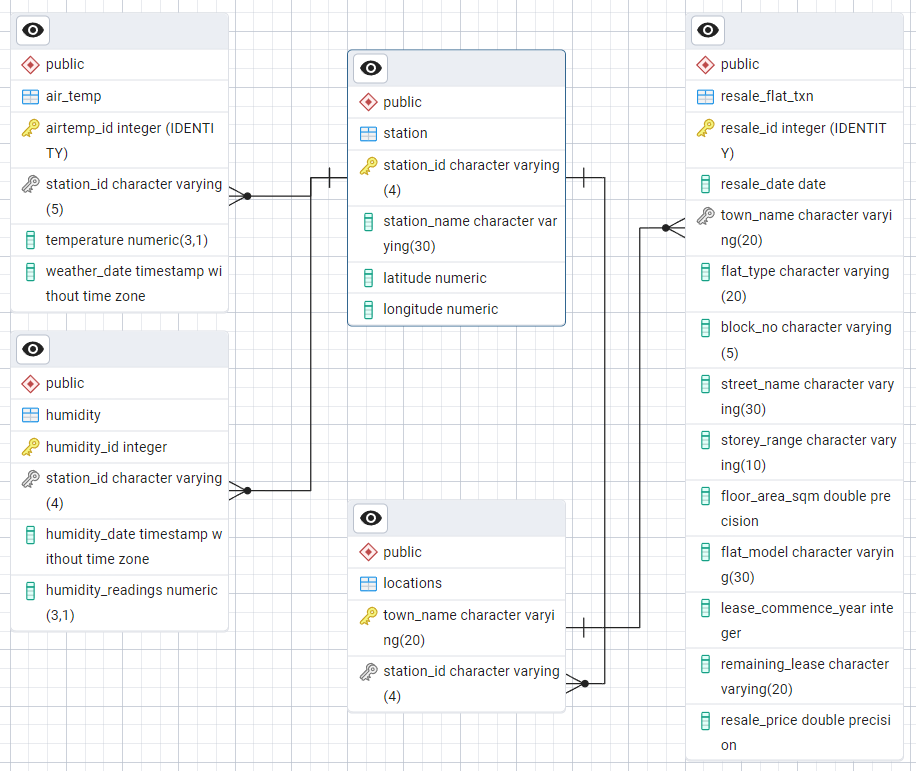 public
air_temp
airtemp_id integer (IDENTI
TY)
station_id character varying
(5)
temperature numeric(3,1)
weather_date timestamp wi
thout time zone
public
humidity
humidity_id integer
station_id character varying
(4)
humidity_date timestamp w
ithout time zone
humidity_readings numeric
(3,1)
public
station
station_id character varying
(4)
station_name character var
ying(30)
latitude numeric
longitude numeric
public
locations
town_name character varyi
ng(20)
station_id character varying
(4)
public
resale_flat_txn
resale_id integer (IDENTIT
Y)
resale_date date
town_name character varyi
ng(20)
flat_type character varying
(20)
block_no character varying
(5)
street_name character vary
ing(30)
storey_range character vary
ing(10)
floor_area_sqm double pre
cision
flat_model character varyin
g(30)
lease_commence_year inte
ger
remaining_lease character
varying(20)
resale_price double precisi
on